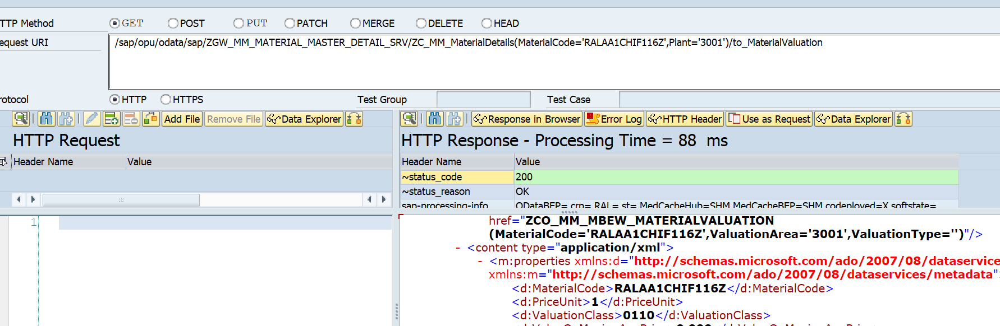 TTP Method GET POST PUT PATCH MERGE DELETE HEAD
equest URI /sap/opu/odata/sap/ZGW_MM_MATERIAL_MASTER_DETAIL_SRV/ZC_MM_MaterialDetails(MaterialCode='RALAA1CHIF116Z',Plant='3001')/to_MaterialValuation
rotocol HTTP HTTPS Test Group Test Case
Add File Remove File Data Explorer Response in Browser Error Log HTTP Header Use as Request Data Explorer
HTTP Request
HTTP Response - Processing Time = 88 ms
Header Name Value
Header Name Value
~status_code 200
~status_reason OK
sap-processing-info ODataBEP= crp= RAL= st= MedCacheHub=SHM MedCacheBEP=SHM codeployed=X softstate=
1
href="ZCO_MM_MBEW_MATERIALVALUATION
(MaterialCode='RALAA1CHIF116Z',ValuationArea='3001',ValuationType='')"/>
- <content type="application/xml">
- <m:properties xmlns:d="http://schemas.microsoft.com/ado/2007/08/dataservice
xmlns:m="http://schemas.microsoft.com/ado/2007/08/dataservices/metadata"
<d:MaterialCode>RALAA1CHIF116Z</d:MaterialCode>
<d:PriceUnit>1</d:PriceUnit>
<d:ValuationClass>0110</d:ValuationClass>